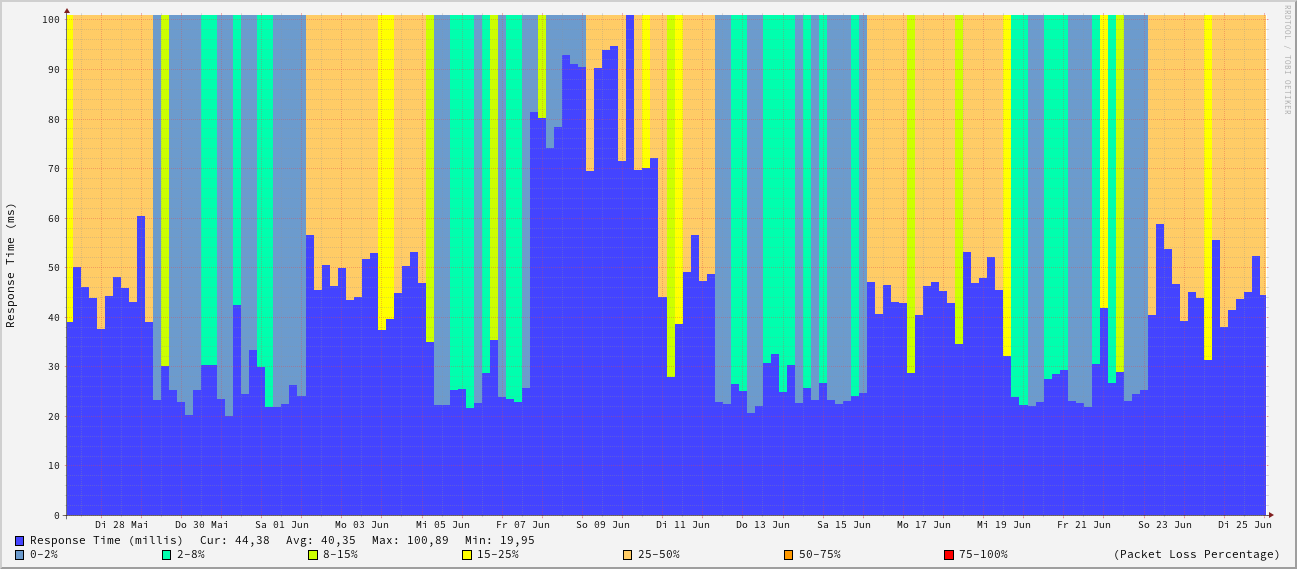 RRDTOOL / TOBI OETIKER
Response Time (ms)
100
90
80
70
60
50
40
30
20
10
0
Di 28 Mai Do 30 Mai Sa 01 Jun Mo 03 Jun Mi 05 Jun Fr 07 Jun So 09 Jun Di 11 Jun Do 13 Jun Sa 15 Jun Mo 17 Jun Mi 19 Jun Fr 21 Jun So 23 Jun Di 25 Jun
Response Time (millis) Cur: 44,38 Avg: 40,35 Max: 100,89 Min: 19,95
0-2% 2-8% 8-15% 15-25% 25-50% 50-75% 75-100% (Packet Loss Percentage)